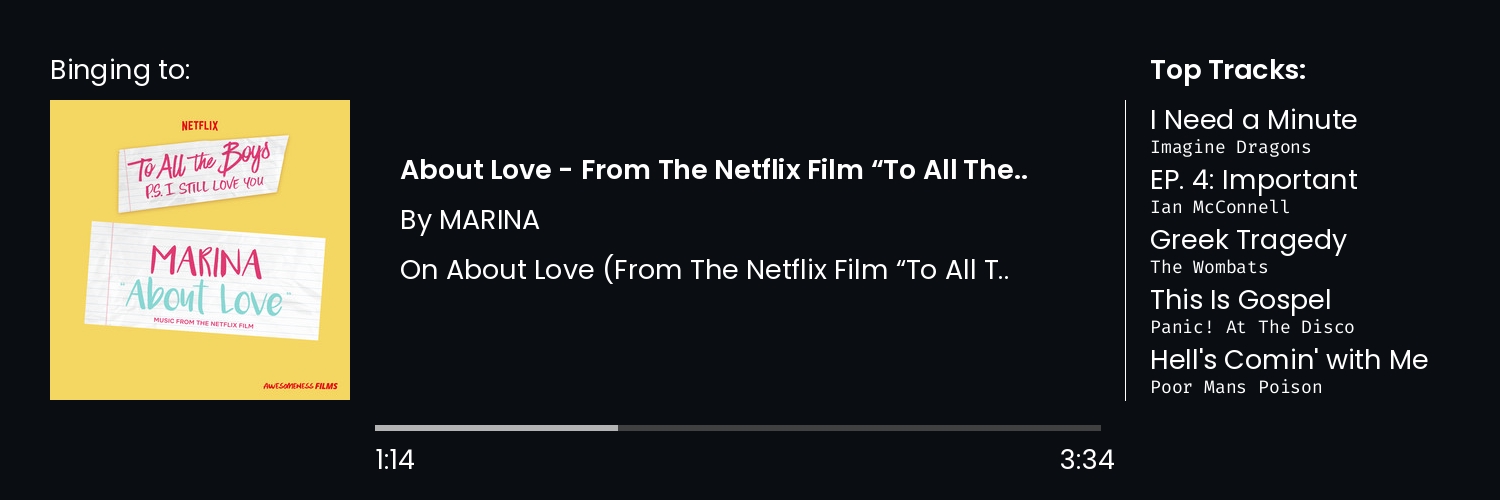 Binging to:
NETFLIX
To All the Boys
P.S. I STILL LOVE YOU
MARINA
"About Love"
MUSIC FROM THE NETFLIX FILM
AWESOMENESS FILMS
About Love - From The Netflix Film “To All The..
By MARINA
On About Love (From The Netflix Film “To All T..
1:14
3:34
Top Tracks:
I Need a Minute
Imagine Dragons
EP. 4: Important
Ian McConnell
Greek Tragedy
The Wombats
This Is Gospel
Panic! At The Disco
Hell's Comin' with Me
Poor Mans Poison